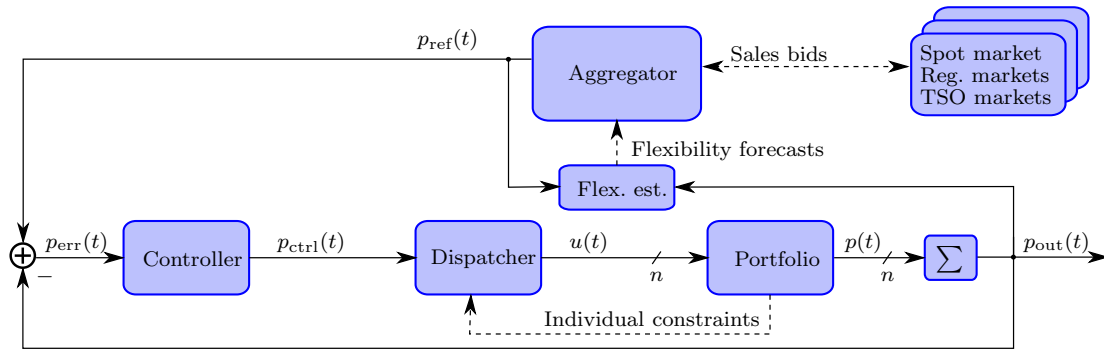 p_ref(t)
Aggregator
Sales bids
Spot market
Reg. markets
TSO markets
Flexibility forecasts
Flex. est.
p_err(t)
−
Controller
p_ctrl(t)
Dispatcher
u(t)
n
Portfolio
p(t)
n
∑
p_out(t)
Individual constraints